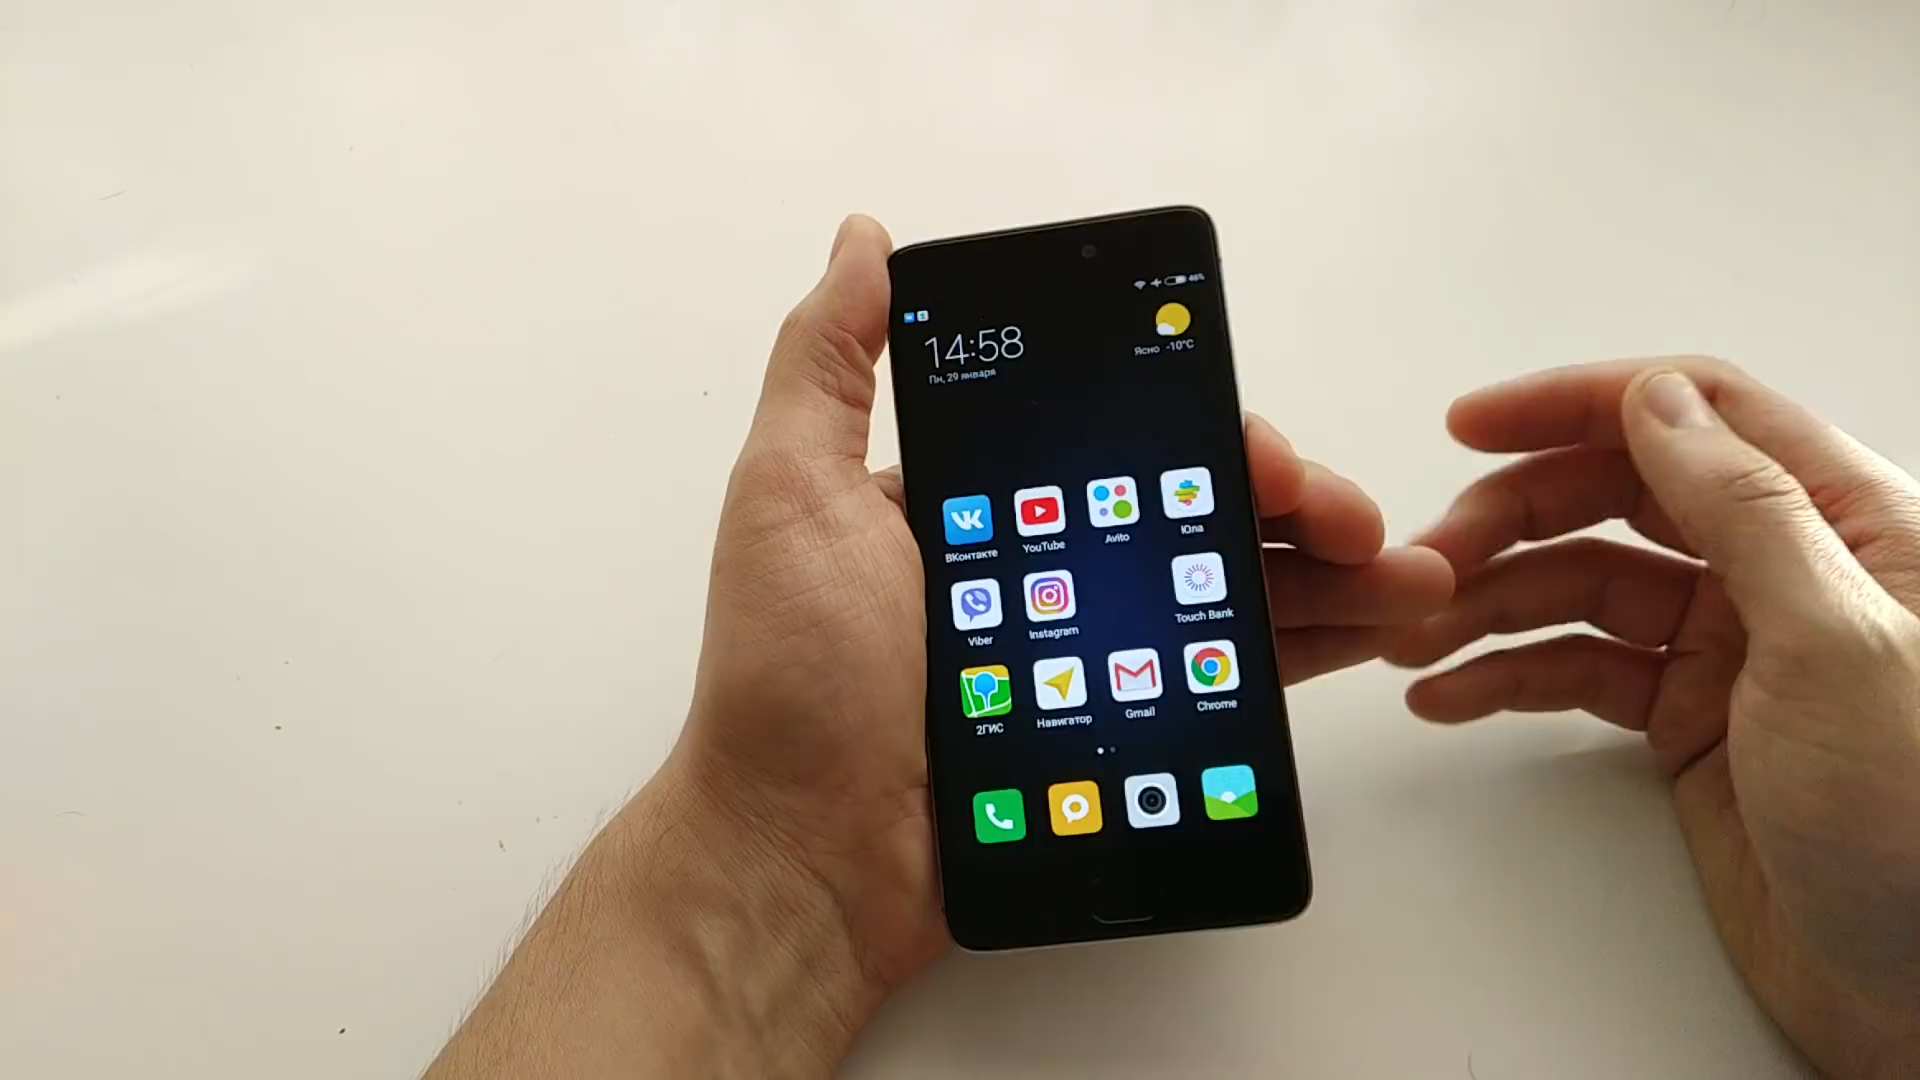 46%
14:58
Пн, 29 января
Ясно -10°C
ВКонтакте
YouTube
Avito
Юла
Viber
Instagram
Touch Bank
2ГИС
Навигатор
Gmail
Chrome